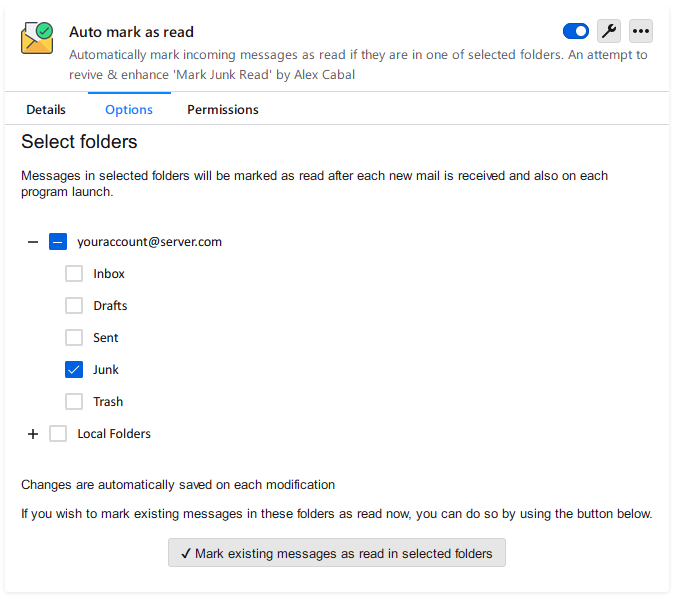 Auto mark as read
Automatically mark incoming messages as read if they are in one of selected folders. An attempt to
revive & enhance 'Mark Junk Read' by Alex Cabal
Details Options Permissions
Select folders
Messages in selected folders will be marked as read after each new mail is received and also on each
program launch.
youraccount@server.com
Inbox
Drafts
Sent
Junk
Trash
Local Folders
Changes are automatically saved on each modification
If you wish to mark existing messages in these folders as read now, you can do so by using the button below.
✓ Mark existing messages as read in selected folders